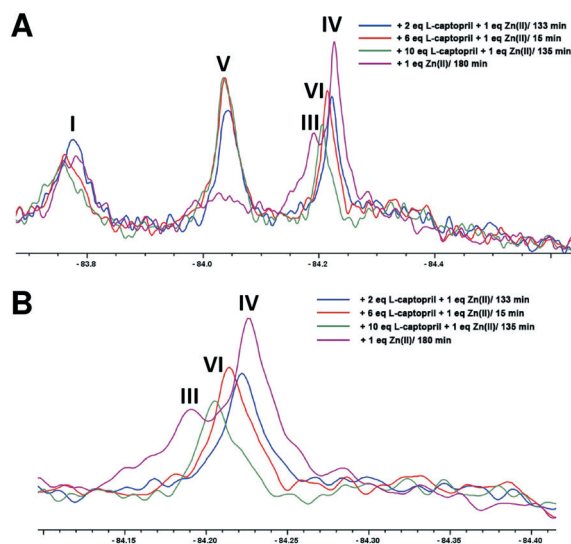 A
I
V
VI
III
IV
+ 2 eq L-captopril + 1 eq Zn(II)/ 133 min
+ 6 eq L-captopril + 1 eq Zn(II)/ 15 min
+ 10 eq L-captopril + 1 eq Zn(II)/ 135 min
+ 1 eq Zn(II)/ 180 min
-83.8 -84.0 -84.2 -84.4
B
III
VI
IV
+ 2 eq L-captopril + 1 eq Zn(II)/ 133 min
+ 6 eq L-captopril + 1 eq Zn(II)/ 15 min
+ 10 eq L-captopril + 1 eq Zn(II)/ 135 min
+ 1 eq Zn(II)/ 180 min
-84.15 -84.20 -84.25 -84.30 -84.35 -84.40